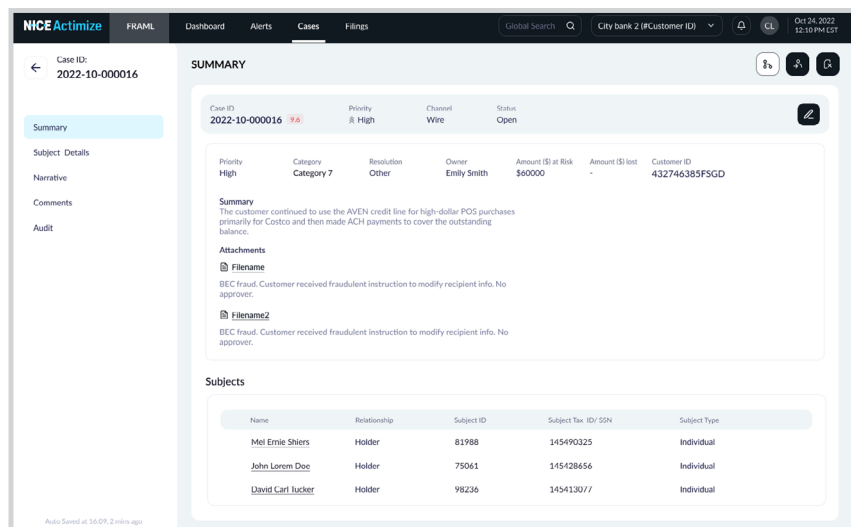 NICE Actimize
FRAML
Dashboard
Alerts
Cases
Filings
Global Search
City bank 2 (#Customer ID)
CL
Oct 24, 2022
12:10 PM EST
Case ID:
2022-10-000016
Summary
Subject Details
Narrative
Comments
Audit
Auto Saved at 16:09, 2 mins ago
SUMMARY
Case ID
Priority
Channel
Status
2022-10-000016 9.6
High
Wire
Open
Priority
Category
Resolution
Owner
Amount ($) at Risk
Amount ($) lost
Customer ID
High
Category 7
Other
Emily Smith
$60000
-
432746385FSGD
Summary
The customer continued to use the AVEN credit line for high-dollar POS purchases
primarily for Costco and then made ACH payments to cover the outstanding
balance.
Attachments
Filename
BEC fraud. Customer received fraudulent instruction to modify recipient info. No
approver.
Filename2
BEC fraud. Customer received fraudulent instruction to modify recipient info. No
approver.
Subjects
Name
Relationship
Subject ID
Subject Tax ID/ SSN
Subject Type
Mel Ernie Shiers
Holder
81988
145490325
Individual
John Lorem Doe
Holder
75061
145428656
Individual
David Carl Tucker
Holder
98236
145413077
Individual